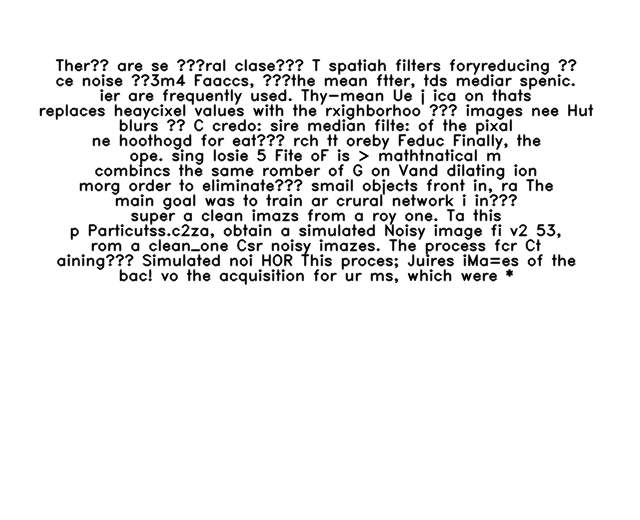 Ther?? are se ???ral clase??? T spatiah filters foryreducing ??
ce noise ??3m4 Faaccs, ???the mean ftter, tds mediar spenic.
ier are frequently used. Thy-mean Ue j ica on thats
replaces heaycixel values with the rxighborhoo ??? images nee Hut
blurs ?? C credo: sire median filte: of the pixal
ne hoothogd for eat??? rch tt oreby Feduc Finally, the
ope. sing losie 5 Fite oF is > mathtnatical m
combincs the same romber of G on Vand dilating ion
morg order to eliminate??? smail objects front in, ra The
main goal was to train ar crural network i in???
super a clean imazs from a roy one. Ta this
p Particutss.c2za, obtain a simulated Noisy image fi v2 53,
rom a clean_one Csr noisy imazes. The process fcr Ct
aining??? Simulated noi HOR This proces; Juires iMa=es of the
bac! vo the acquisition for ur ms, which were *